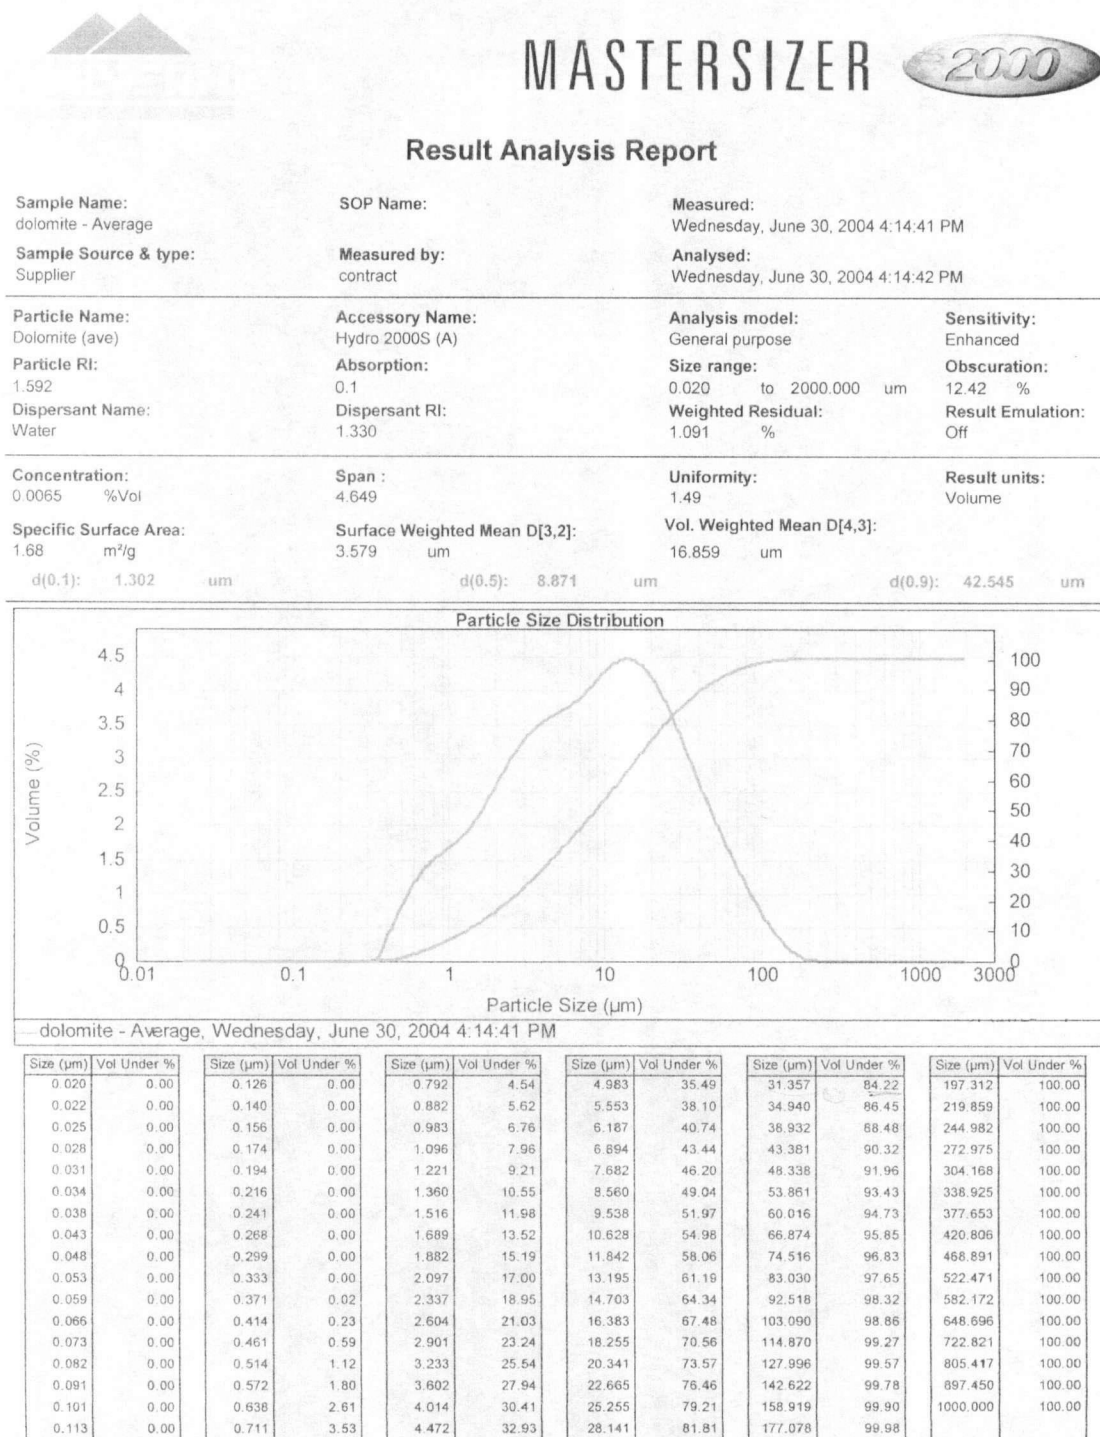 MASTERSIZER 2000
Result Analysis Report
Sample Name: SOP Name: Measured:
dolomite - Average Wednesday, June 30, 2004 4:14:41 PM
Sample Source & type: Measured by: Analysed:
Supplier contract Wednesday, June 30, 2004 4:14:42 PM
Particle Name: Accessory Name: Analysis model: Sensitivity:
Dolomite (ave) Hydro 2000S (A) General purpose Enhanced
Particle RI: Absorption: Size range: Obscuration:
1.592 0.1 0.020 to 2000.000 um 12.42 %
Dispersant Name: Dispersant RI: Weighted Residual: Result Emulation:
Water 1.330 1.091 % Off
Concentration: Span : Uniformity: Result units:
0.0065 %Vol 4.649 1.49 Volume
Specific Surface Area: Surface Weighted Mean D[3,2]: Vol. Weighted Mean D[4,3]:
1.68 m²/g 3.579 um 16.859 um
d(0.1): 1.302 um d(0.5): 8.871 um d(0.9): 42.545 um
Particle Size Distribution
4.5 100
4 90
3.5 80
3 70
2.5 60
2 50
1.5 40
1 30
0.5 20
0 10
0
Volume (%)
0.01 0.1 1 10 100 1000 3000
Particle Size (µm)
dolomite - Average, Wednesday, June 30, 2004 4:14:41 PM
Size (µm) Vol Under % Size (µm) Vol Under % Size (µm) Vol Under % Size (µm) Vol Under % Size (µm) Vol Under % Size (µm) Vol Under %
0.020 0.00 0.126 0.00 0.792 4.54 4.983 35.49 31.357 84.22 197.312 100.00
0.022 0.00 0.140 0.00 0.882 5.62 5.553 38.10 34.940 86.45 219.859 100.00
0.025 0.00 0.156 0.00 0.983 6.76 6.187 40.74 38.932 88.48 244.982 100.00
0.028 0.00 0.174 0.00 1.096 7.96 6.894 43.44 43.381 90.32 272.975 100.00
0.031 0.00 0.194 0.00 1.221 9.21 7.682 46.20 48.338 91.96 304.168 100.00
0.034 0.00 0.216 0.00 1.360 10.55 8.560 49.04 53.861 93.43 338.925 100.00
0.038 0.00 0.241 0.00 1.516 11.98 9.538 51.97 60.016 94.73 377.653 100.00
0.043 0.00 0.268 0.00 1.689 13.52 10.628 54.98 66.874 95.85 420.806 100.00
0.048 0.00 0.299 0.00 1.882 15.19 11.842 58.06 74.516 96.83 468.891 100.00
0.053 0.00 0.333 0.00 2.097 17.00 13.195 61.19 83.030 97.65 522.471 100.00
0.059 0.00 0.371 0.02 2.337 18.95 14.703 64.34 92.518 98.32 582.172 100.00
0.066 0.00 0.414 0.23 2.604 21.03 16.383 67.48 103.090 98.86 648.696 100.00
0.073 0.00 0.461 0.59 2.901 23.24 18.255 70.56 114.870 99.27 722.821 100.00
0.082 0.00 0.514 1.12 3.233 25.54 20.341 73.57 127.996 99.57 805.417 100.00
0.091 0.00 0.572 1.80 3.602 27.94 22.665 76.46 142.622 99.78 897.450 100.00
0.101 0.00 0.638 2.61 4.014 30.41 25.255 79.21 158.919 99.90 1000.000 100.00
0.113 0.00 0.711 3.53 4.472 32.93 28.141 81.81 177.078 99.98